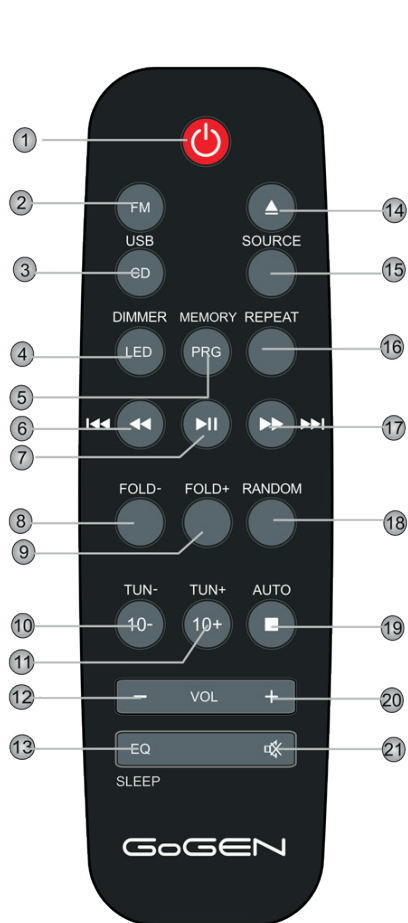 1
2 FM 14
USB SOURCE
3 CD 15
DIMMER MEMORY REPEAT
4 LED PRG 16
5
6 17
7
FOLD- FOLD+ RANDOM
8 18
9
TUN- TUN+ AUTO
10 10- 10+ 19
11
12 - VOL + 20
13 EQ 21
SLEEP
GoGEN